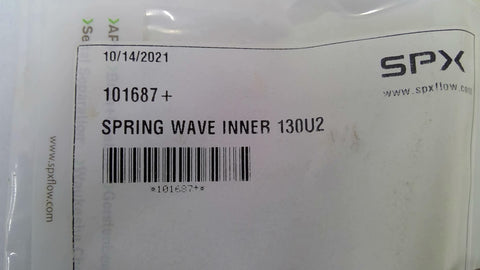 10/14/2021
SPX
www.spxflow.com
101687+
SPRING WAVE INNER 130U2
*101687+*
www.spxflow.com